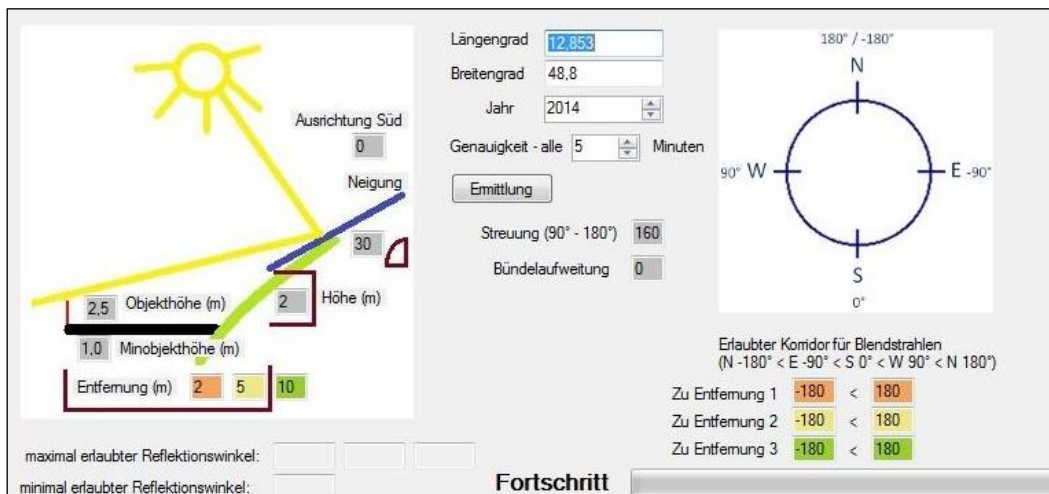 Ausrichtung Süd
0
Neigung
30
2,5 Objekthöhe (m)
2 Höhe (m)
1,0 Minobjekthöhe (m)
Entfernung (m) 2 5 10
maximal erlaubter Reflektionswinkel:
minimal erlaubter Reflektionswinkel:
Längengrad 12,853
Breitengrad 48,8
Jahr 2014
Genauigkeit - alle 5 Minuten
Ermittlung
Streuung (90° - 180°) 160
Bündelaufweitung 0
180° / -180°
N
90° W
E -90°
S
0°
Erlaubter Korridor für Blendstrahlen
(N -180° < E -90° < S 0° < W 90° < N 180°)
Zu Entfernung 1 -180 < 180
Zu Entfernung 2 -180 < 180
Zu Entfernung 3 -180 < 180
Fortschritt